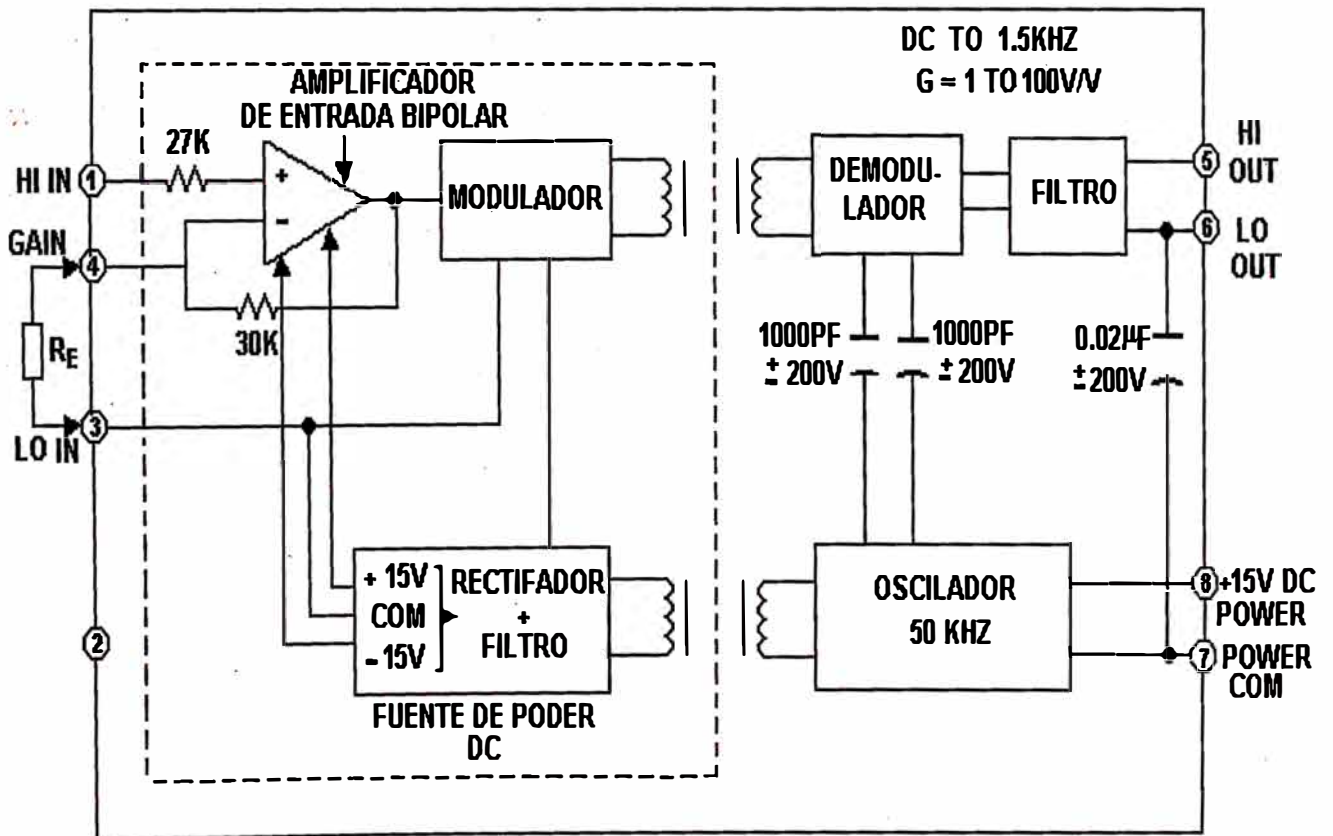 DC TO 1.5KHZ
G = 1 TO 100V/V
AMPLIFICADOR
DE ENTRADA BIPOLAR
27K
HI IN
1
+
-
MODULADOR
DEMODU-
LADOR
FILTRO
5
HI
OUT
6
LO
OUT
GAIN
4
30K
RE
3
LO IN
1000PF
± 200V
1000PF
± 200V
0.02µF
± 200V
+ 15V
COM
- 15V
RECTIFADOR
+
FILTRO
OSCILADOR
50 KHZ
8
+15V DC
POWER
7
POWER
COM
2
FUENTE DE PODER
DC